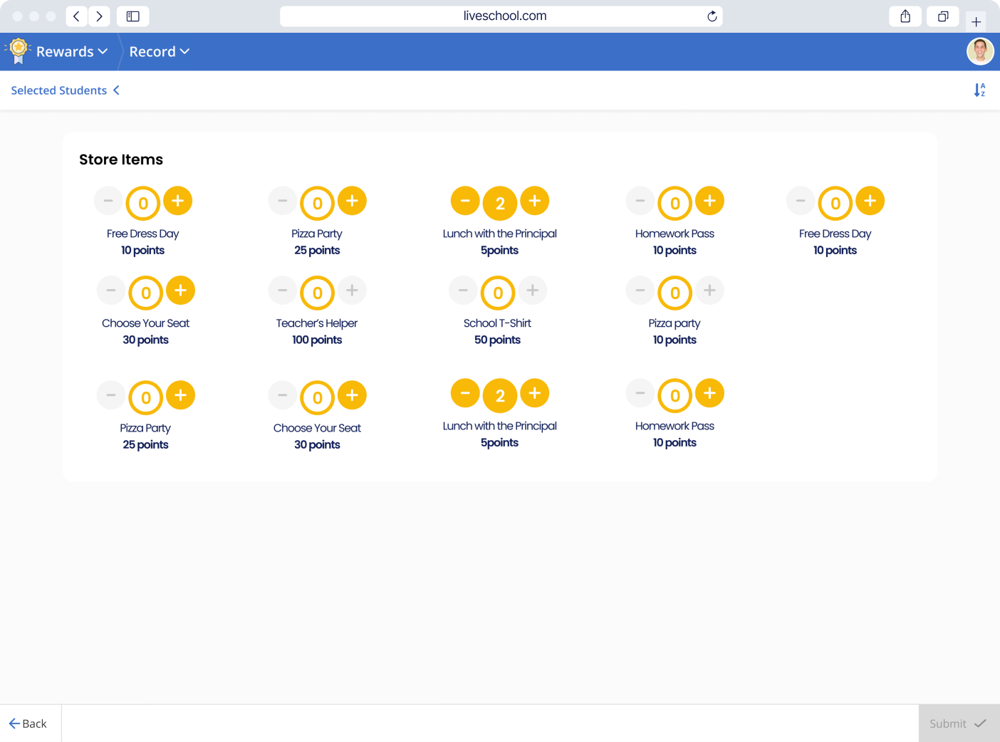 liveschool.com
Rewards
Record
Selected Students
A
Z
Store Items
0
0
2
0
0
Free Dress Day
Pizza Party
Lunch with the Principal
Homework Pass
Free Dress Day
10 points
25 points
5points
10 points
10 points
0
0
0
0
Choose Your Seat
Teacher’s Helper
School T-Shirt
Pizza party
30 points
100 points
50 points
10 points
0
0
2
0
Pizza Party
Choose Your Seat
Lunch with the Principal
Homework Pass
25 points
30 points
5points
10 points
Back
Submit